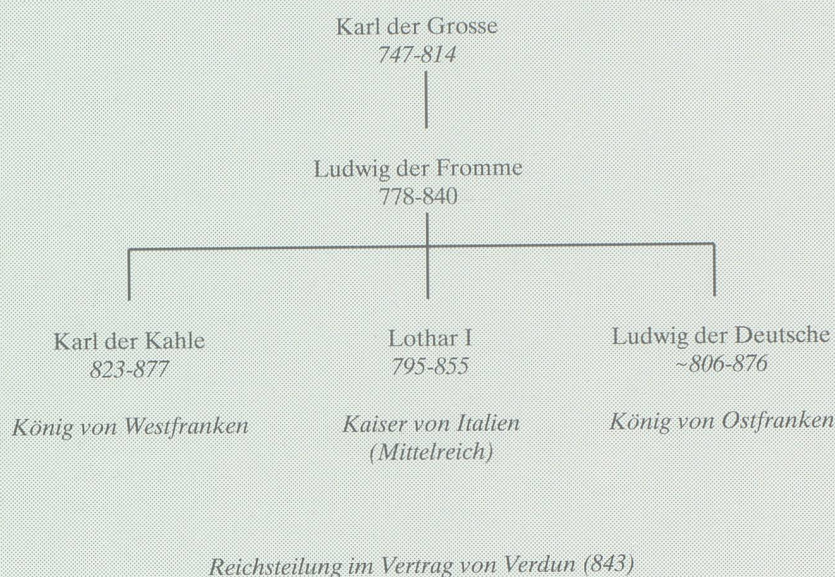 Karl der Grosse
747-814
Ludwig der Fromme
778-840
Karl der Kahle
823-877
König von Westfranken
Lothar I
795-855
Kaiser von Italien
(Mittelreich)
Ludwig der Deutsche
~806-876
König von Ostfranken
Reichsteilung im Vertrag von Verdun (843)